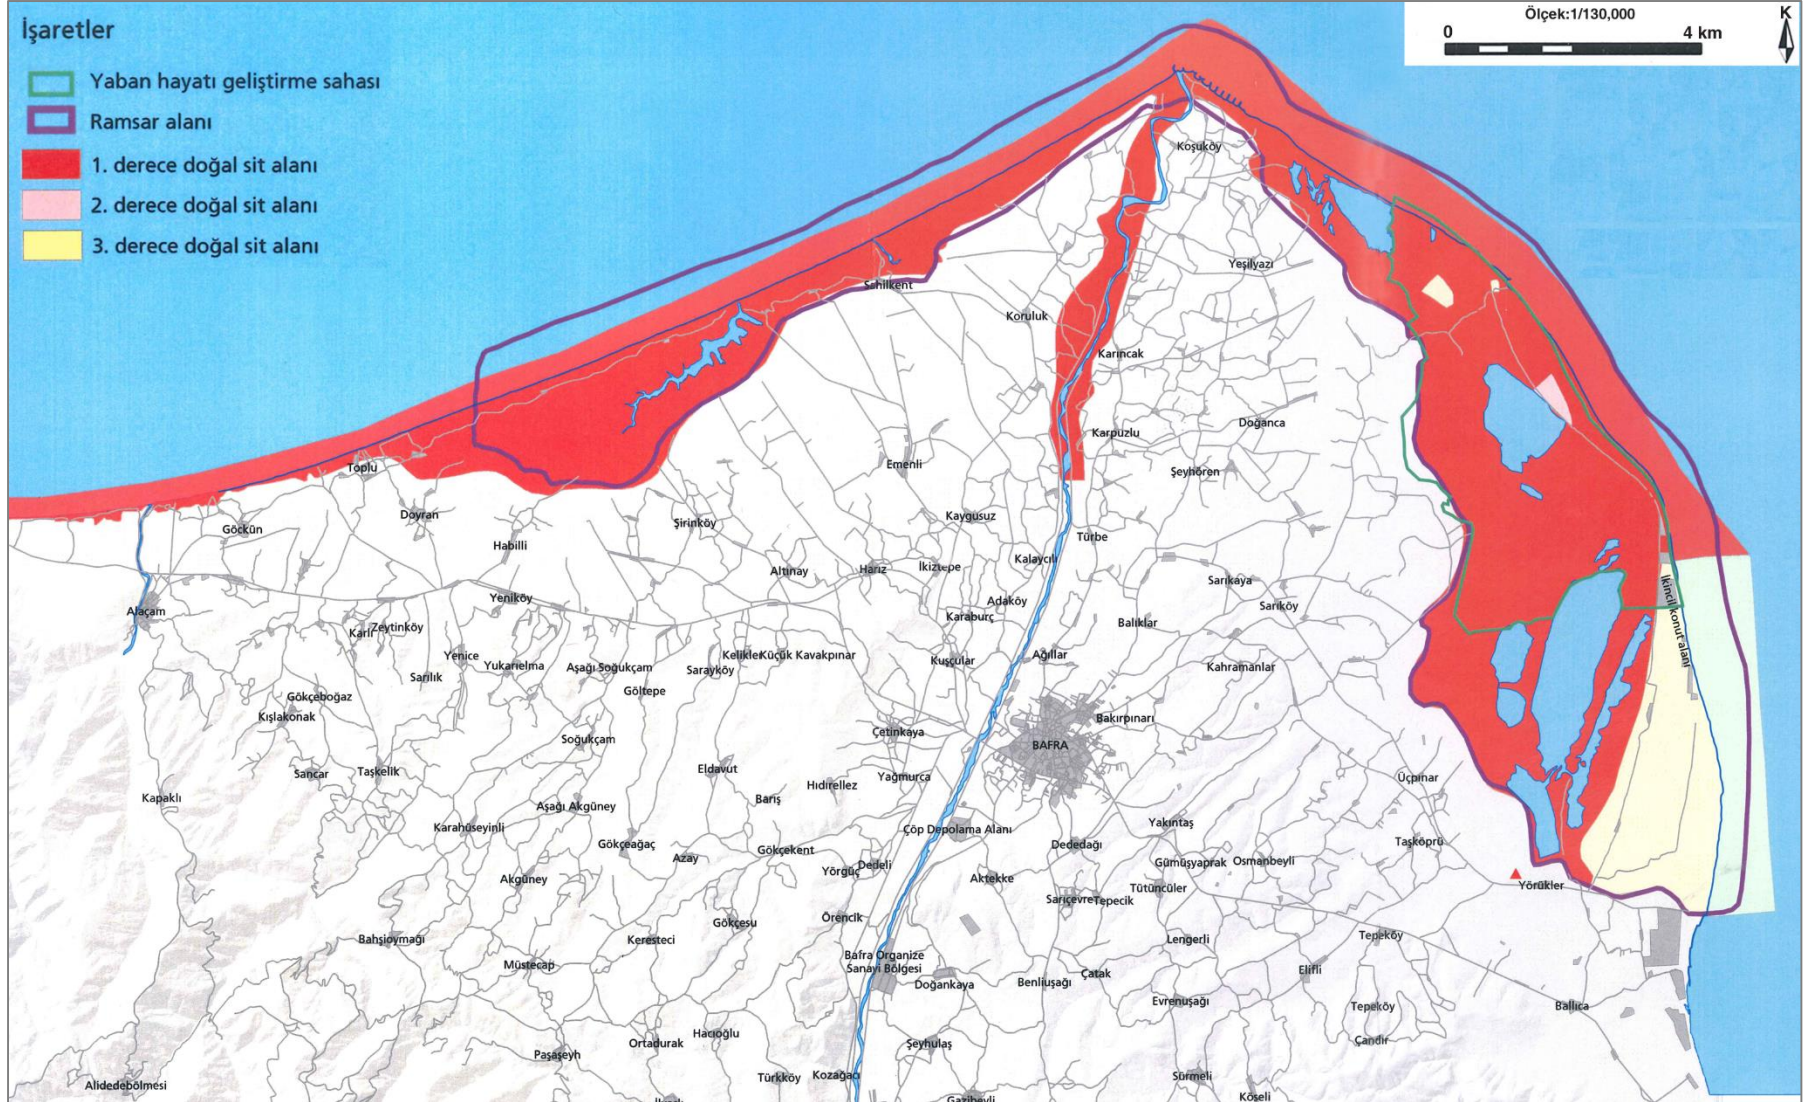 İşaretler
Yaban hayatı geliştirme sahası
Ramsar alanı
1. derece doğal sit alanı
2. derece doğal sit alanı
3. derece doğal sit alanı
Ölçek:1/130,000
K
0
4 km
Koşuköy
Yeşilyazı
Sahilkent
Koruluk
Karıncak
Doğanca
Karpuzlu
Emenli
Toplu
Şeyhören
Doyran
Kaygusuz
Şirinköy
Göckün
Türbe
Habilli
Kalaycılı
Altınay
Harız
İkiztepe
Sarıkaya
Yeniköy
Adaköy
Sarıköy
Alaçam
Karaburç
Balıklar
İkincil konut alanı
Zeytinköy
Karlı
Yenice
Kelikler
Küçük Kavakpınar
Ağıllar
Kuşçular
Yukarıelma
Aşağı Soğukçam
Sarayköy
Kahramanlar
Sarılık
Göltepe
Gökçeboğaz
Kışlakonak
Bakırpınarı
Çetinkaya
Soğukçam
BAFRA
Eldavut
Sancar
Taşkelik
Yağmurca
Üçpınar
Hıdırellez
Kapaklı
Barış
Aşağı Akgüney
Yakıntaş
Karahüseyinli
Çöp Depolama Alanı
Gökçeağaç
Dededağı
Taşköprü
Gökçekent
Azay
Gümüşyaprak
Osmanbeyli
Dedeli
Yörgüç
Akgüney
Aktekke
Tütüncüler
Yörükler
Sarıçevre
Tepecik
Örencik
Gökçesu
Bahşioymağı
Keresteci
Lengerli
Tepeköy
Bafra Organize
Sanayi Bölgesi
Müstecap
Elifli
Çatak
Doğankaya
Benliuşağı
Evrenuşağı
Tepeköy
Ballıca
Hacıoğlu
Ortadurak
Şeyhulaş
Çandır
Paşaşeyh
Türkköy
Kozağacı
Sürmeli
Alidedebölmesi
Köseli
Gazibeyli